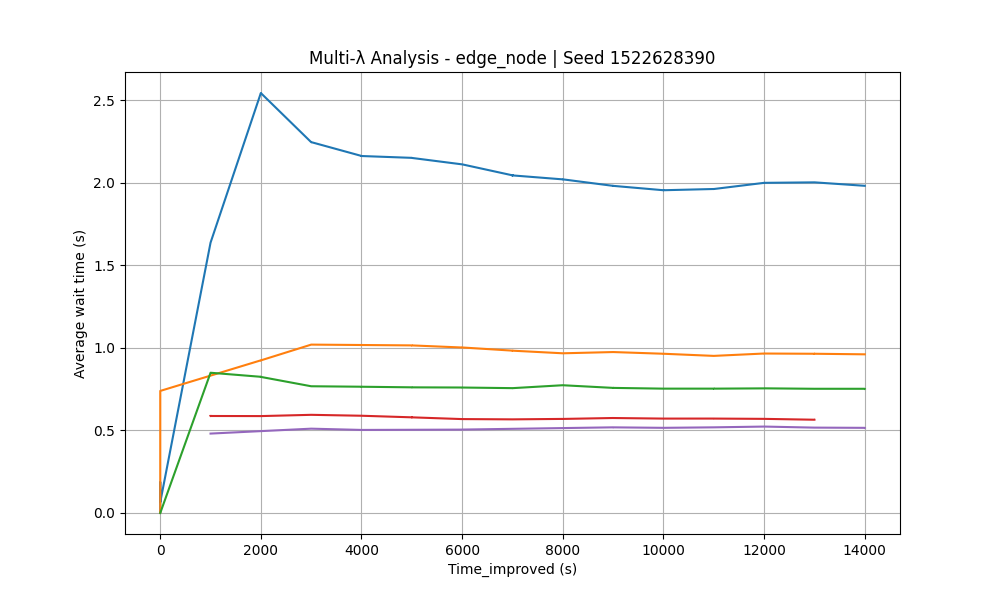 Multi-λ Analysis - edge_node | Seed 1522628390
Average wait time (s)
2.5
2.0
1.5
1.0
0.5
0.0
0 2000 4000 6000 8000 10000 12000 14000
Time_improved (s)